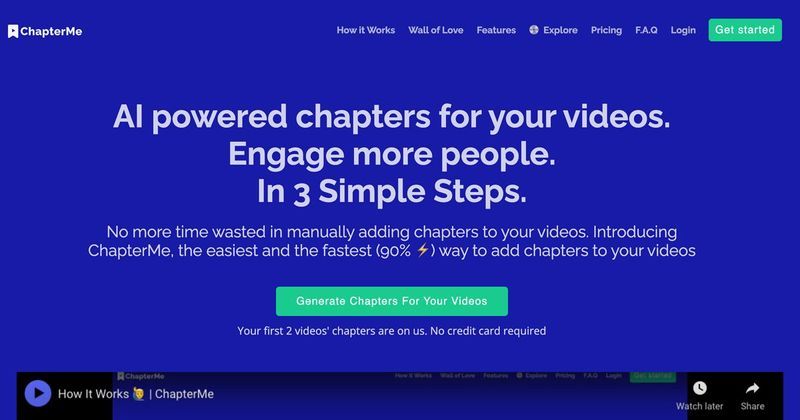 ChapterMe
How it Works Wall of Love Features Explore Pricing F.A.Q Login Get started
AI powered chapters for your videos.
Engage more people.
In 3 Simple Steps.
No more time wasted in manually adding chapters to your videos. Introducing
ChapterMe, the easiest and the fastest (90% ⚡) way to add chapters to your videos
Generate Chapters For Your Videos
Your first 2 videos' chapters are on us. No credit card required
ChapterMe How it Works Wall of Love Features Explore Pricing F.A.Q Login Get started
How It Works 🙋‍♂️ | ChapterMe
Watch later Share